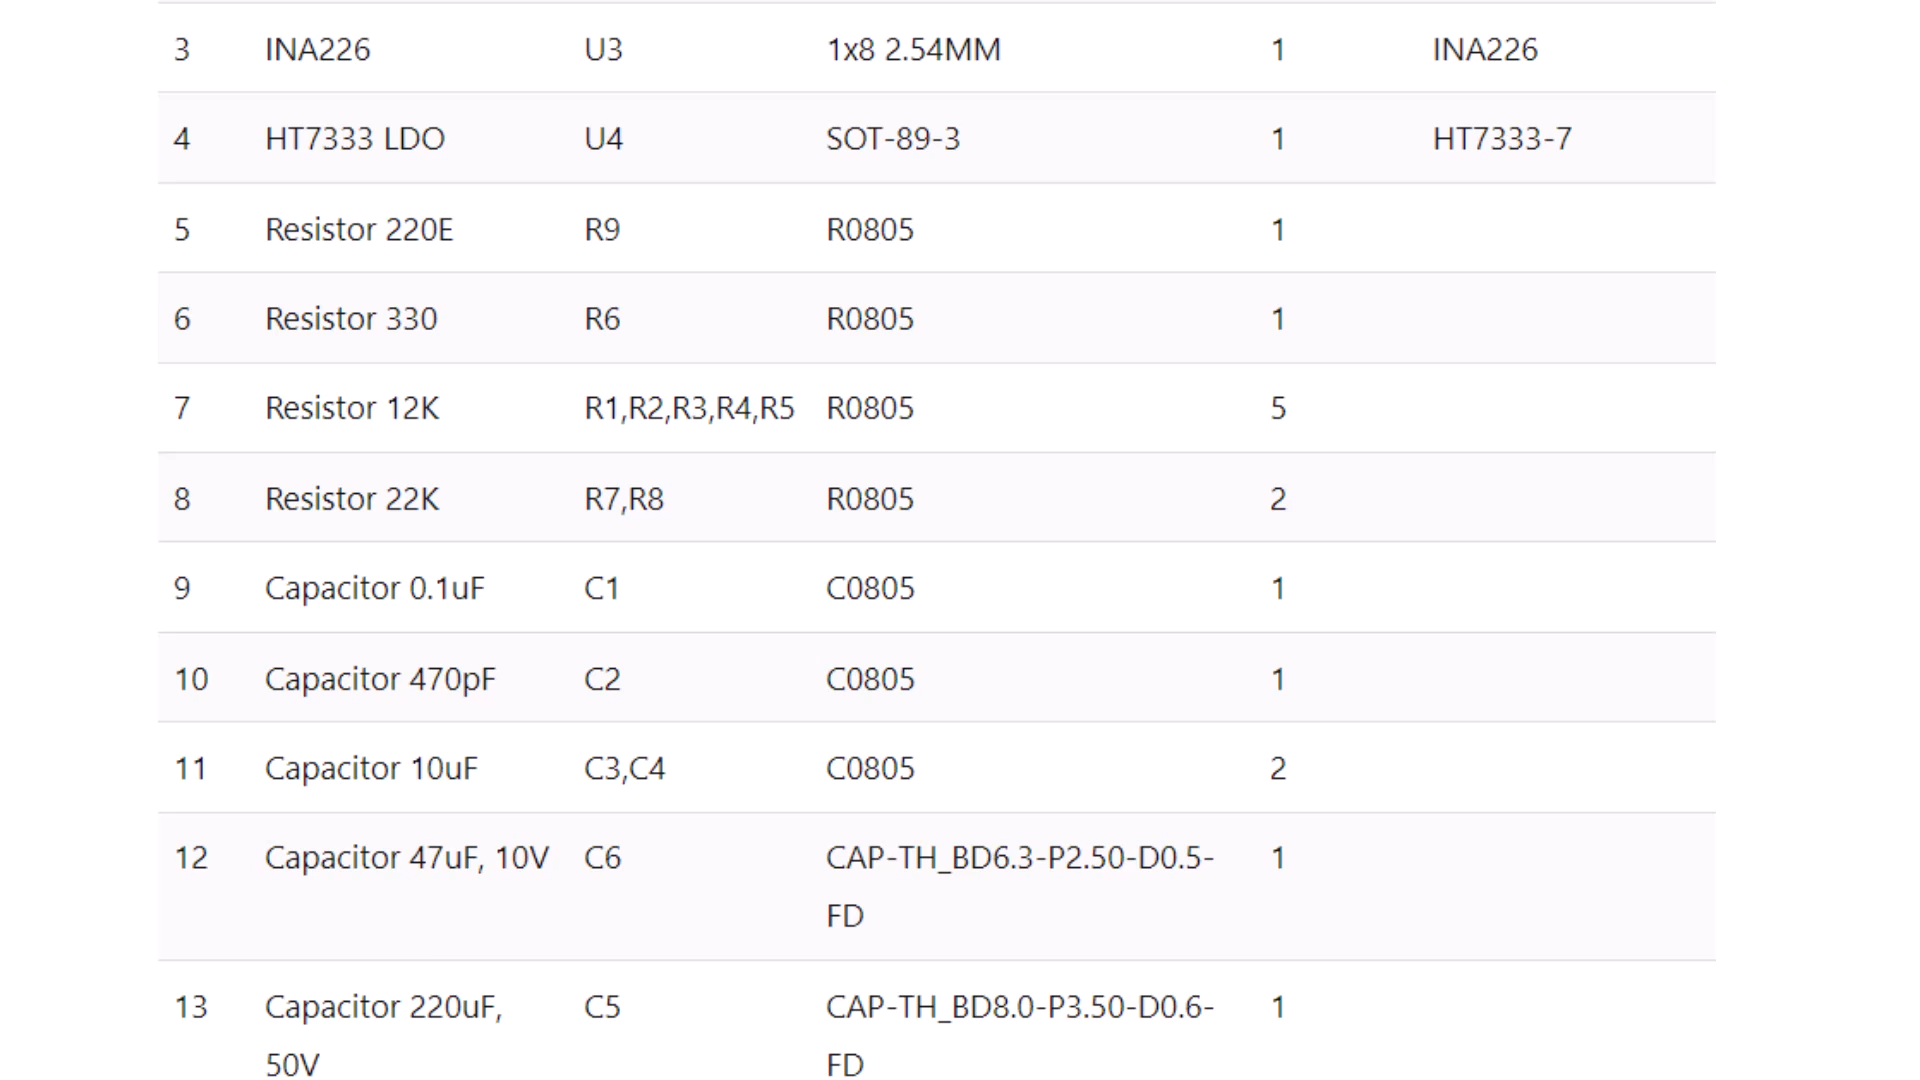 3 INA226 U3 1x8 2.54MM 1 INA226
4 HT7333 LDO U4 SOT-89-3 1 HT7333-7
5 Resistor 220E R9 R0805 1
6 Resistor 330 R6 R0805 1
7 Resistor 12K R1,R2,R3,R4,R5 R0805 5
8 Resistor 22K R7,R8 R0805 2
9 Capacitor 0.1uF C1 C0805 1
10 Capacitor 470pF C2 C0805 1
11 Capacitor 10uF C3,C4 C0805 2
12 Capacitor 47uF, 10V C6 CAP-TH_BD6.3-P2.50-D0.5- 1
FD
13 Capacitor 220uF, C5 CAP-TH_BD8.0-P3.50-D0.6- 1
50V FD